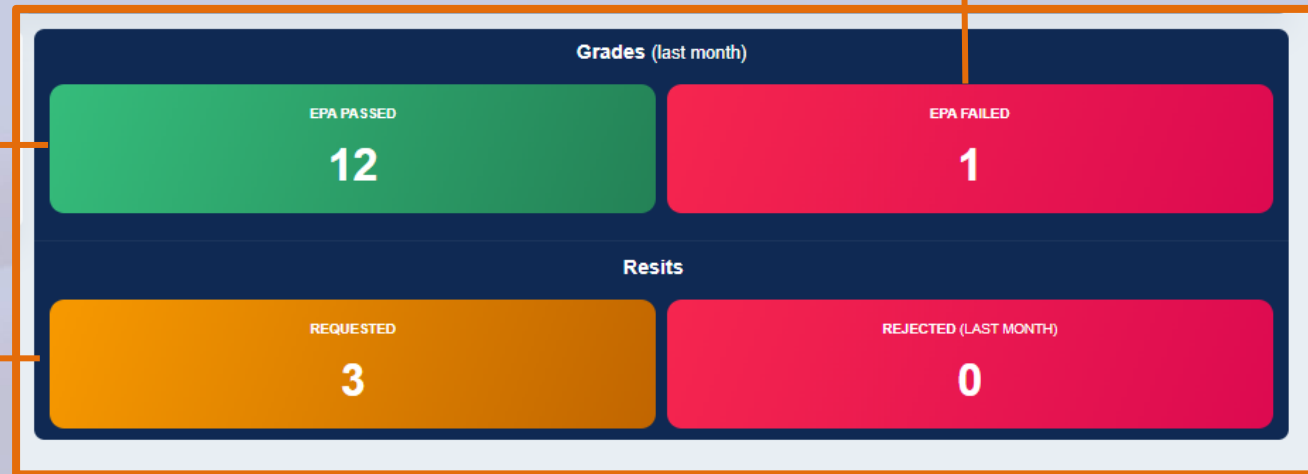 Grades (last month)
EPA PASSED
12
EPA FAILED
1
Resits
REQUESTED
3
REJECTED (LAST MONTH)
0